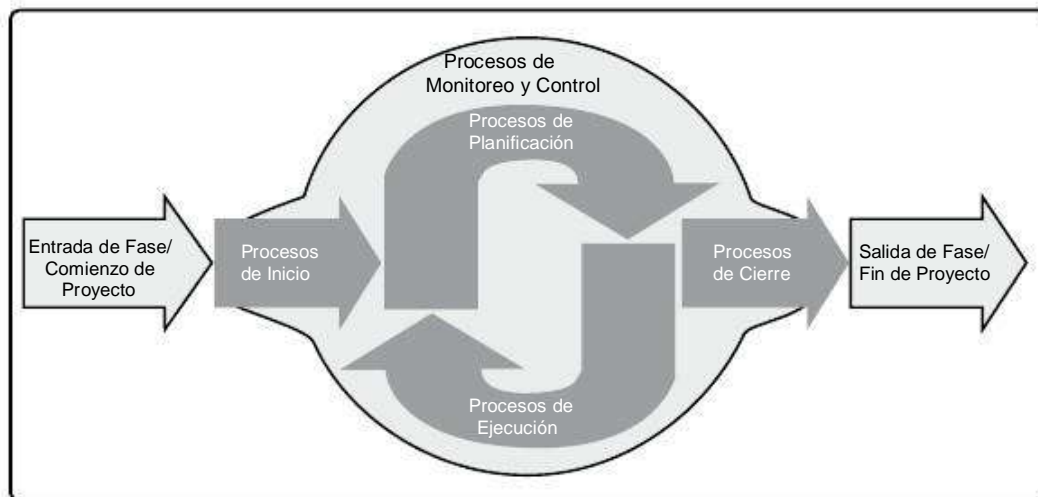 Procesos de
Monitoreo y Control
Procesos de
Planificación
Entrada de Fase/
Comienzo de
Proyecto
Procesos
de Inicio
Procesos
de Cierre
Salida de Fase/
Fin de Proyecto
Procesos de
Ejecución